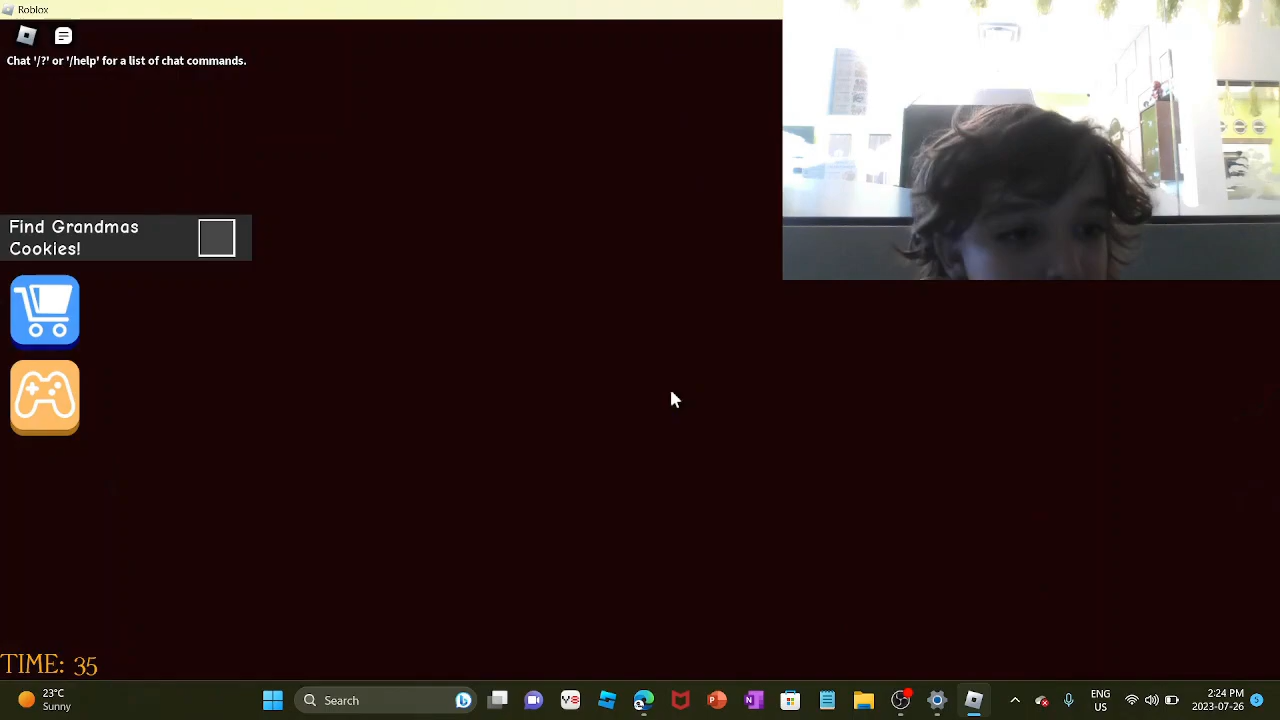 Roblox
Chat '/?' or '/help' for a list of chat commands.
Find Grandmas
Cookies!
TIME: 35
23°C
Sunny
Search
ENG
US
2:24 PM
2023-07-26